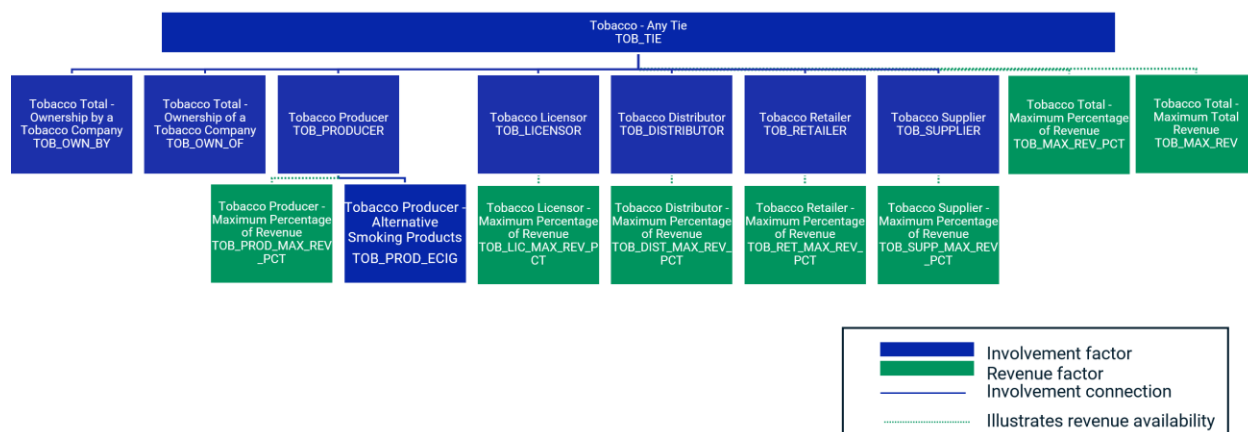 Tobacco - Any Tie
TOB_TIE
Tobacco Total -
Ownership by a
Tobacco Company
TOB_OWN_BY
Tobacco Total -
Ownership of a
Tobacco Company
TOB_OWN_OF
Tobacco Producer
TOB_PRODUCER
Tobacco Licensor
TOB_LICENSOR
Tobacco Distributor
TOB_DISTRIBUTOR
Tobacco Retailer
TOB_RETAILER
Tobacco Supplier
TOB_SUPPLIER
Tobacco Total -
Maximum Percentage
of Revenue
TOB_MAX_REV_PCT
Tobacco Total -
Maximum Total
Revenue
TOB_MAX_REV
Tobacco Producer -
Maximum Percentage
of Revenue
TOB_PROD_MAX_REV
_PCT
Tobacco Producer -
Alternative
Smoking Products
TOB_PROD_ECIG
Tobacco Licensor -
Maximum Percentage
of Revenue
TOB_LIC_MAX_REV_P
CT
Tobacco Distributor -
Maximum Percentage
of Revenue
TOB_DIST_MAX_REV_
PCT
Tobacco Retailer -
Maximum Percentage
of Revenue
TOB_RET_MAX_REV_
PCT
Tobacco Supplier -
Maximum Percentage
of Revenue
TOB_SUPP_MAX_REV
_PCT
Involvement factor
Revenue factor
Involvement connection
Illustrates revenue availability